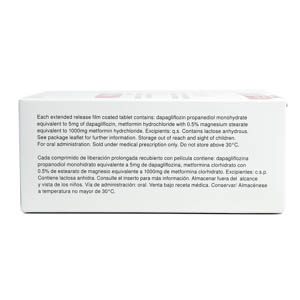 Each extended release film coated tablet contains: dapagliflozin propanediol monohydrate
equivalent to 5mg of dapagliflozin, metformin hydrochloride with 0.5% magnesium stearate
equivalent to 1000mg metformin hydrochloride. Excipients: q.s. Contains lactose anhydrous.
See package leaflet for further information. Storage out of reach and sight of children.
For oral administration. Sold under medical prescription only. Do not store above 30°C.
Cada comprimido de liberación prolongada recubierto con película contiene: dapagliflozina
propanodiol monohidrato equivalente a 5mg de dapagliflozina, metformina clorhidrato con
0.5% de estearato de magnesio equivalente a 1000mg de metformina clorhidrato. Excipientes: c.s.p.
Contiene lactosa anhidra. Consulte el inserto para más información. Almacenar fuera del alcance
y vista de los niños. Vía de administración: oral. Venta bajo receta médica. Conservar/ Almacénese
a temperatura no mayor de 30°C.